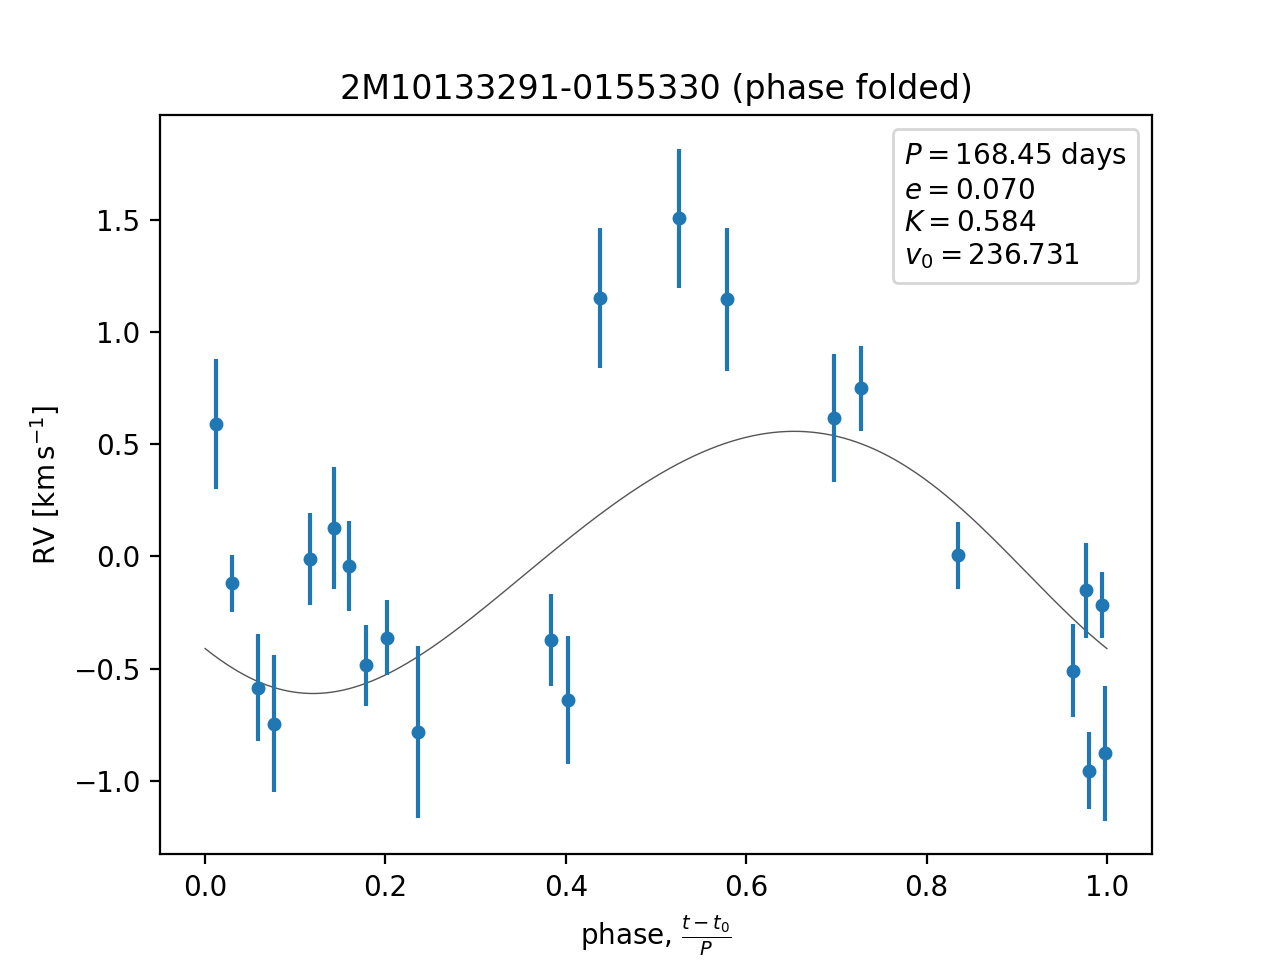 2M10133291-0155330 (phase folded)
P = 168.45 days
e = 0.070
K = 0.584
v₀ = 236.731
RV [km s⁻¹]
1.5
1.0
0.5
0.0
−0.5
−1.0
0.0 0.2 0.4 0.6 0.8 1.0
phase, (t − t₀)/P